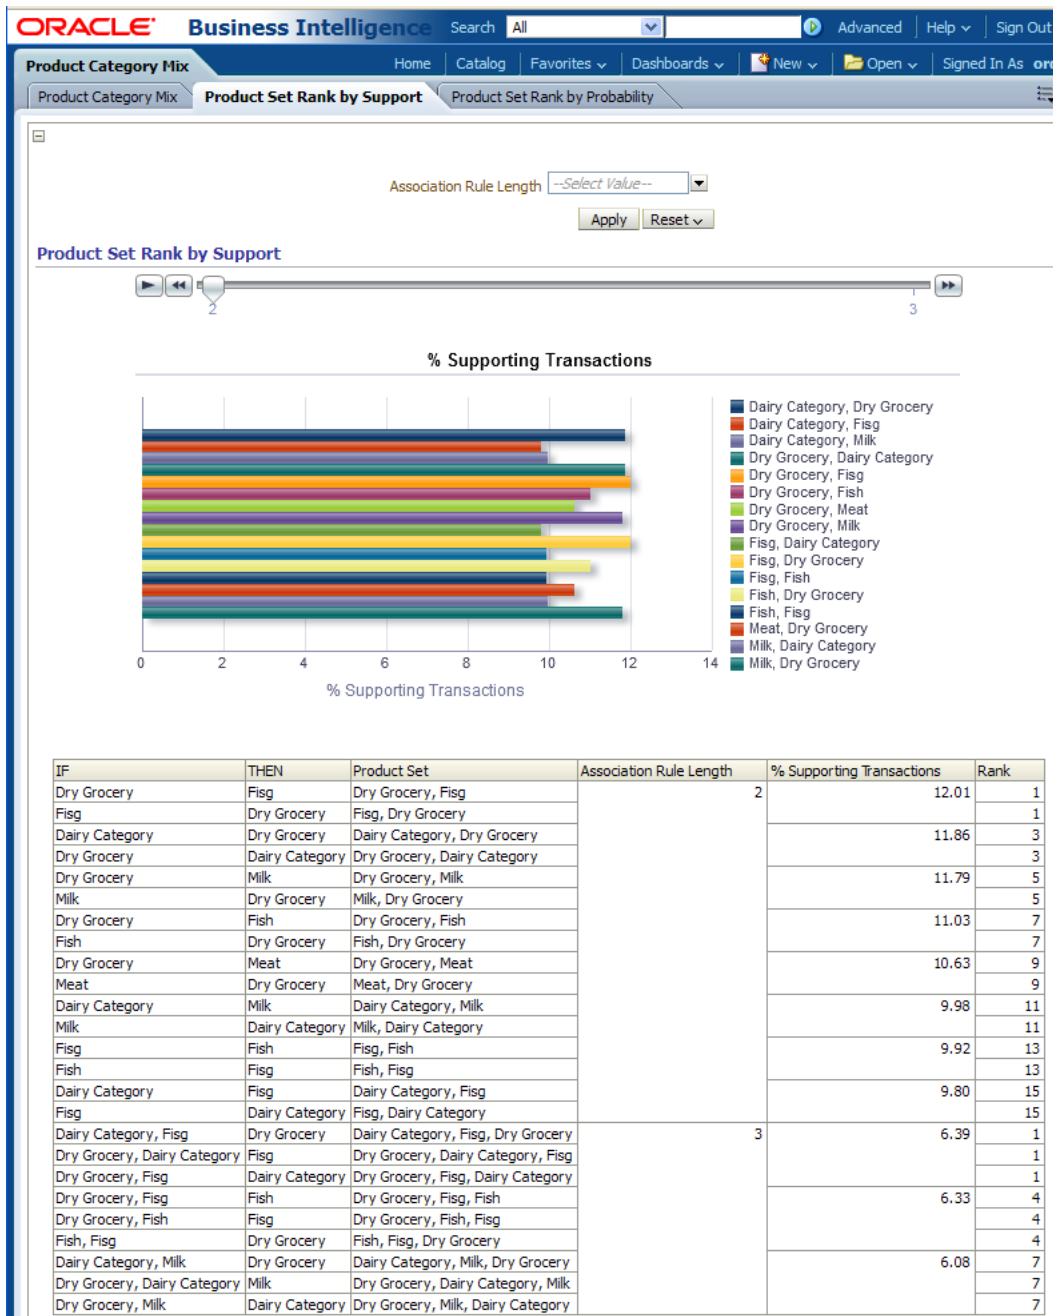 ORACLE Business Intelligence Search All Advanced Help Sign Out
Product Category Mix Home Catalog Favorites Dashboards New Open Signed In As
Product Category Mix Product Set Rank by Support Product Set Rank by Probability
Association Rule Length --Select Value--
Apply Reset
Product Set Rank by Support
2 3
% Supporting Transactions
Dairy Category, Dry Grocery
Dairy Category, Fisg
Dairy Category, Milk
Dry Grocery, Dairy Category
Dry Grocery, Fisg
Dry Grocery, Fish
Dry Grocery, Meat
Dry Grocery, Milk
Fisg, Dairy Category
Fisg, Dry Grocery
Fisg, Fish
Fish, Dry Grocery
Fish, Fisg
Meat, Dry Grocery
Milk, Dairy Category
Milk, Dry Grocery
0 2 4 6 8 10 12 14
% Supporting Transactions
IF THEN Product Set Association Rule Length % Supporting Transactions Rank
Dry Grocery Fisg Dry Grocery, Fisg 2 12.01 1
Fisg Dry Grocery Fisg, Dry Grocery 1
Dairy Category Dry Grocery Dairy Category, Dry Grocery 11.86 3
Dry Grocery Dairy Category Dry Grocery, Dairy Category 3
Dry Grocery Milk Dry Grocery, Milk 11.79 5
Milk Dry Grocery Milk, Dry Grocery 5
Dry Grocery Fish Dry Grocery, Fish 11.03 7
Fish Dry Grocery Fish, Dry Grocery 7
Dry Grocery Meat Dry Grocery, Meat 10.63 9
Meat Dry Grocery Meat, Dry Grocery 9
Dairy Category Milk Dairy Category, Milk 9.98 11
Milk Dairy Category Milk, Dairy Category 11
Fisg Fish Fisg, Fish 9.92 13
Fish Fisg Fish, Fisg 13
Dairy Category Fisg Dairy Category, Fisg 9.80 15
Fisg Dairy Category Fisg, Dairy Category 15
Dairy Category, Fisg Dry Grocery Dairy Category, Fisg, Dry Grocery 3 6.39 1
Dry Grocery, Dairy Category Fisg Dry Grocery, Dairy Category, Fisg 1
Dry Grocery, Fisg Dairy Category Dry Grocery, Fisg, Dairy Category 1
Dry Grocery, Fisg Fish Dry Grocery, Fisg, Fish 6.33 4
Dry Grocery, Fish Fisg Dry Grocery, Fish, Fisg 4
Fish, Fisg Dry Grocery Fish, Fisg, Dry Grocery 4
Dairy Category, Milk Dry Grocery Dairy Category, Milk, Dry Grocery 6.08 7
Dry Grocery, Dairy Category Milk Dry Grocery, Dairy Category, Milk 7
Dry Grocery, Milk Dairy Category Dry Grocery, Milk, Dairy Category 7